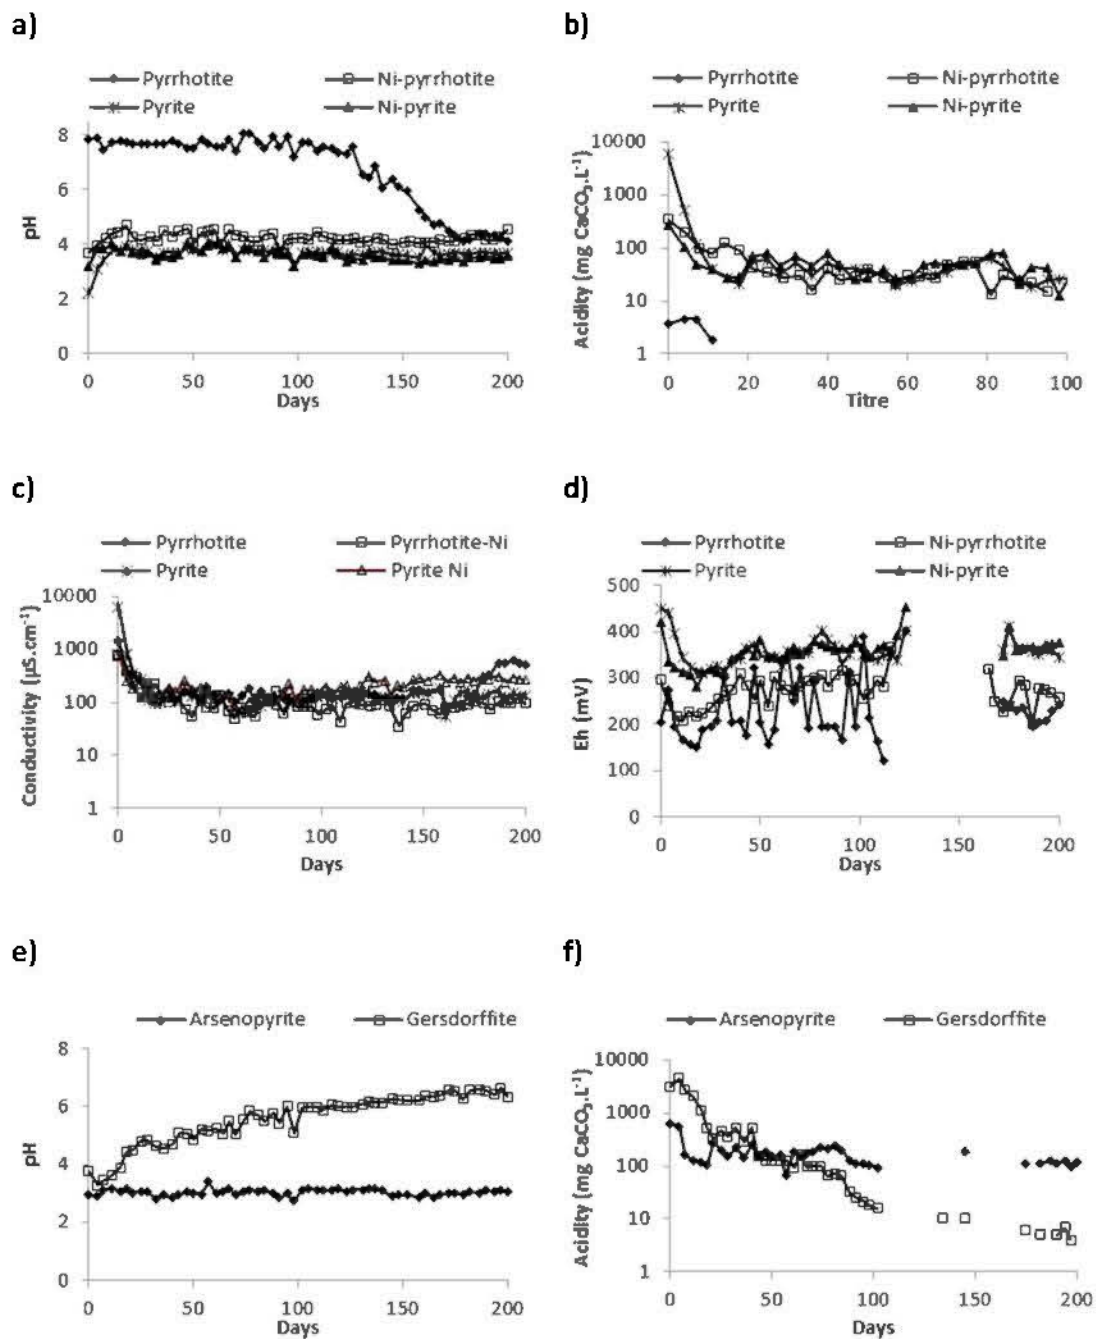 a)
Pyrrhotite Ni-pyrrhotite
Pyrite Ni-pyrite
8
6
4
2
0
pH
0 50 100 150 200
Days
b)
Pyrrhotite Ni-pyrrhotite
Pyrite Ni-pyrite
10000
1000
100
10
1
Acidity (mg CaCO₃.L⁻¹)
0 20 40 60 80 100
Titre
c)
Pyrrhotite Pyrrhotite-Ni
Pyrite Pyrite Ni
10000
1000
100
10
1
Conductivity (µS.cm⁻¹)
0 50 100 150 200
Days
d)
Pyrrhotite Ni-pyrrhotite
Pyrite Ni-pyrite
500
400
300
200
100
0
Eh (mV)
0 50 100 150 200
Days
e)
Arsenopyrite Gersdorffite
8
6
4
2
0
pH
0 50 100 150 200
Days
f)
Arsenopyrite Gersdorffite
10000
1000
100
10
1
Acidity (mg CaCO₃.L⁻¹)
0 50 100 150 200
Days